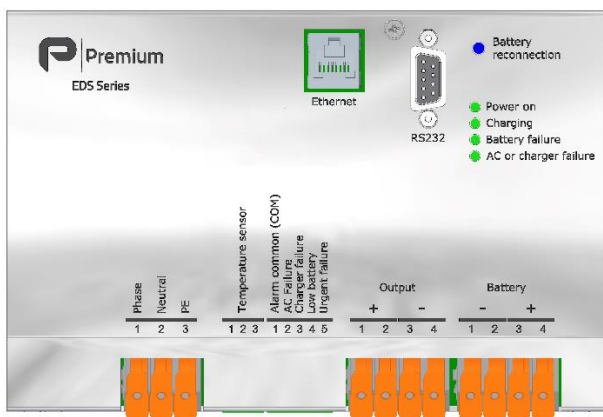 Premium
EDS Series
Ethernet
RS232
Battery
reconnection
Power on
Charging
Battery failure
AC or charger failure
Phase
Neutral
PE
Temperature sensor
Alarm common (COM)
AC Failure
Charger failure
Low battery
Urgent failure
Output
+ -
Battery
- +
1 2 3
1 2 3
1 2 3 4 5
1 2 3 4
1 2 3 4